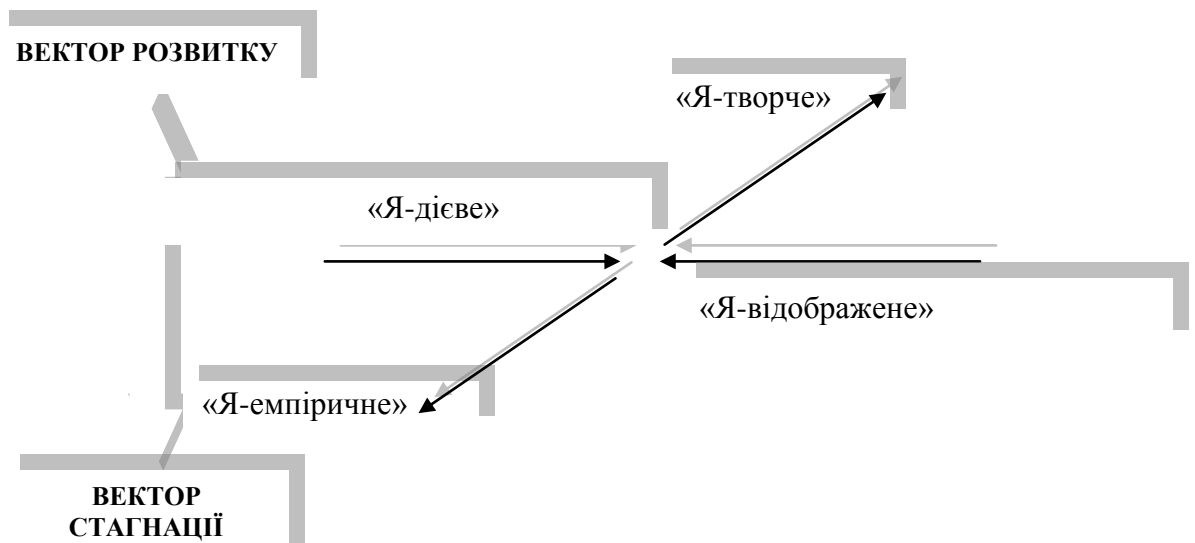 ВЕКТОР РОЗВИТКУ
«Я-творче»
«Я-дієве»
«Я-відображене»
«Я-емпіричне»
ВЕКТОР
СТАГНАЦІЇ